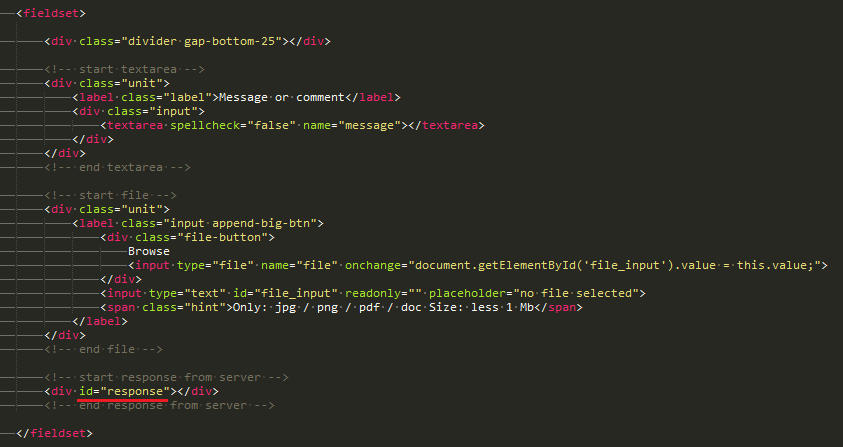 <fieldset>
<div class="divider gap-bottom-25"></div>
<!-- start textarea -->
<div class="unit">
<label class="label">Message or comment</label>
<div class="input">
<textarea spellcheck="false" name="message"></textarea>
</div>
</div>
<!-- end textarea -->
<!-- start file -->
<div class="unit">
<label class="input append-big-btn">
<div class="file-button">
Browse
<input type="file" name="file" onchange="document.getElementById('file_input').value = this.value;">
</div>
<input type="text" id="file_input" readonly="" placeholder="no file selected">
<span class="hint">Only: jpg / png / pdf / doc Size: less 1 Mb</span>
</label>
</div>
<!-- end file -->
<!-- start response from server -->
<div id="response"></div>
<!-- end response from server -->
</fieldset>